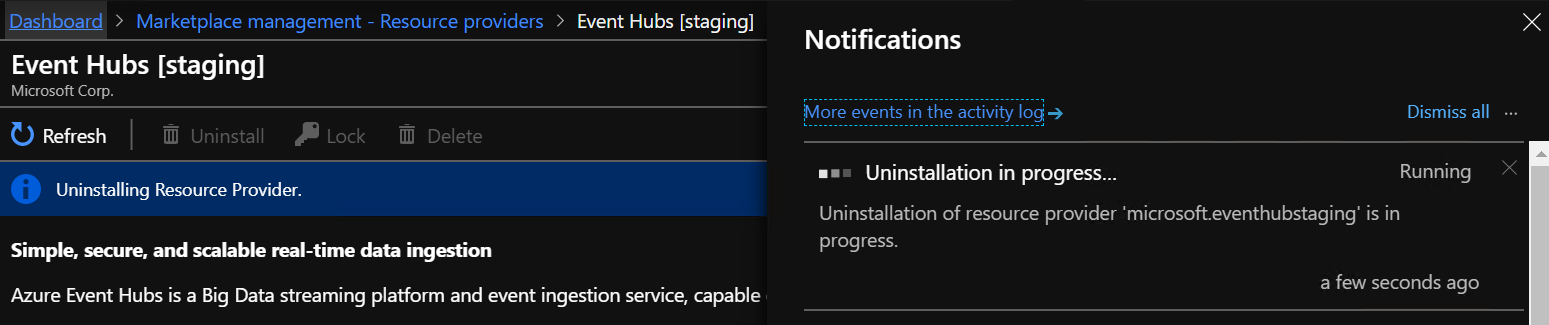 Dashboard > Marketplace management - Resource providers > Event Hubs [staging]
Event Hubs [staging]
Microsoft Corp.
Refresh Uninstall Lock Delete
Uninstalling Resource Provider.
Simple, secure, and scalable real-time data ingestion
Azure Event Hubs is a Big Data streaming platform and event ingestion service, capable
Notifications
More events in the activity log → Dismiss all ...
Uninstallation in progress... Running
Uninstallation of resource provider 'microsoft.eventhubstaging' is in
progress.
a few seconds ago